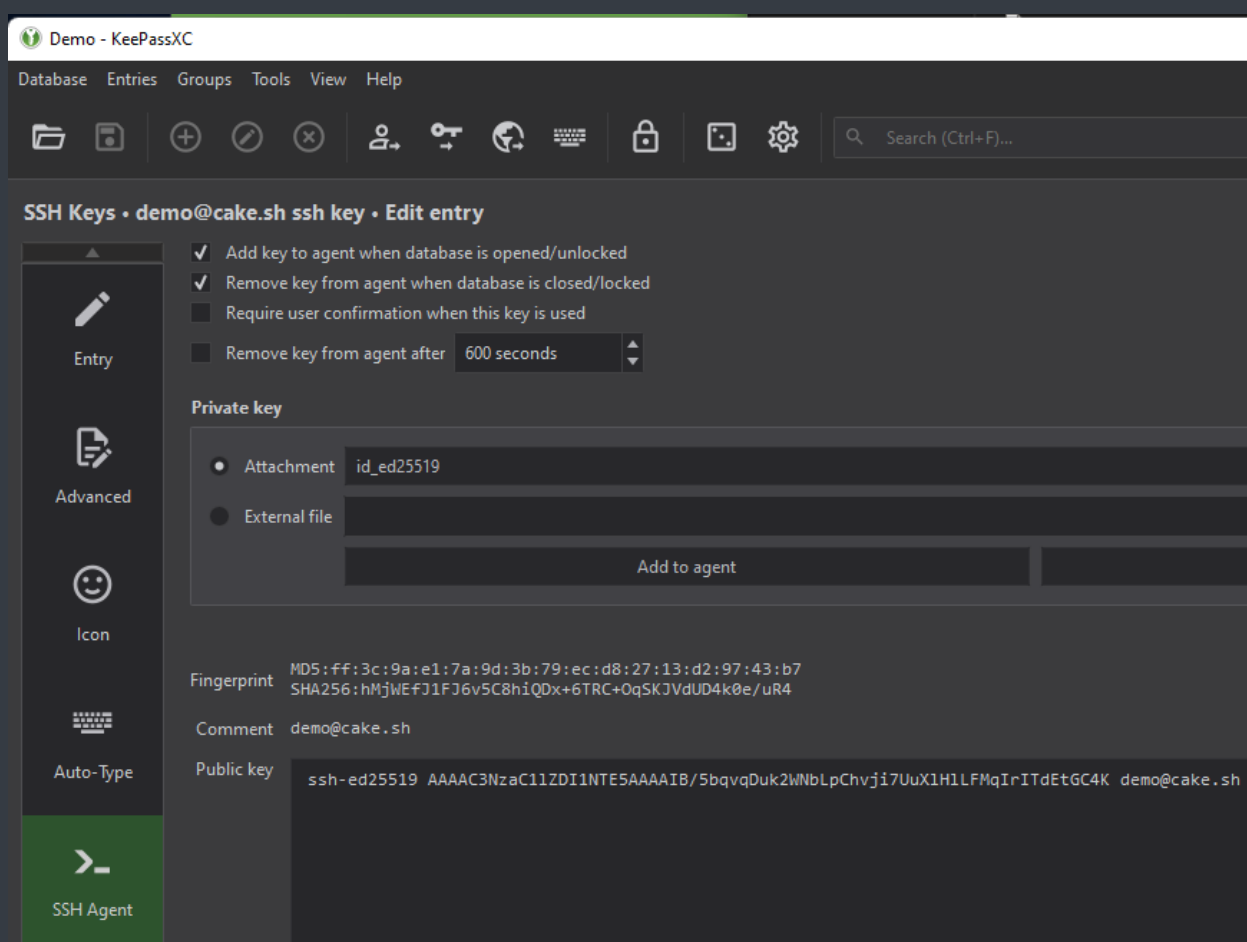 Demo - KeePassXC
Database Entries Groups Tools View Help
Search (Ctrl+F)...
SSH Keys • demo@cake.sh ssh key • Edit entry
Add key to agent when database is opened/unlocked
Remove key from agent when database is closed/locked
Require user confirmation when this key is used
Remove key from agent after 600 seconds
Entry
Private key
Attachment id_ed25519
Advanced
External file
Add to agent
Icon
Fingerprint MD5:ff:3c:9a:e1:7a:9d:3b:79:ec:d8:27:13:d2:97:43:b7
SHA256:hMjWEfJ1FJ6v5C8hiQDx+6TRC+OqSKJVdUD4k0e/uR4
Comment demo@cake.sh
Auto-Type
Public key
ssh-ed25519 AAAAC3NzaC1lZDI1NTE5AAAAIB/5bqvqDuk2WNbLpChvji7UuXlHlLFMqIrITdEtGC4K demo@cake.sh
SSH Agent